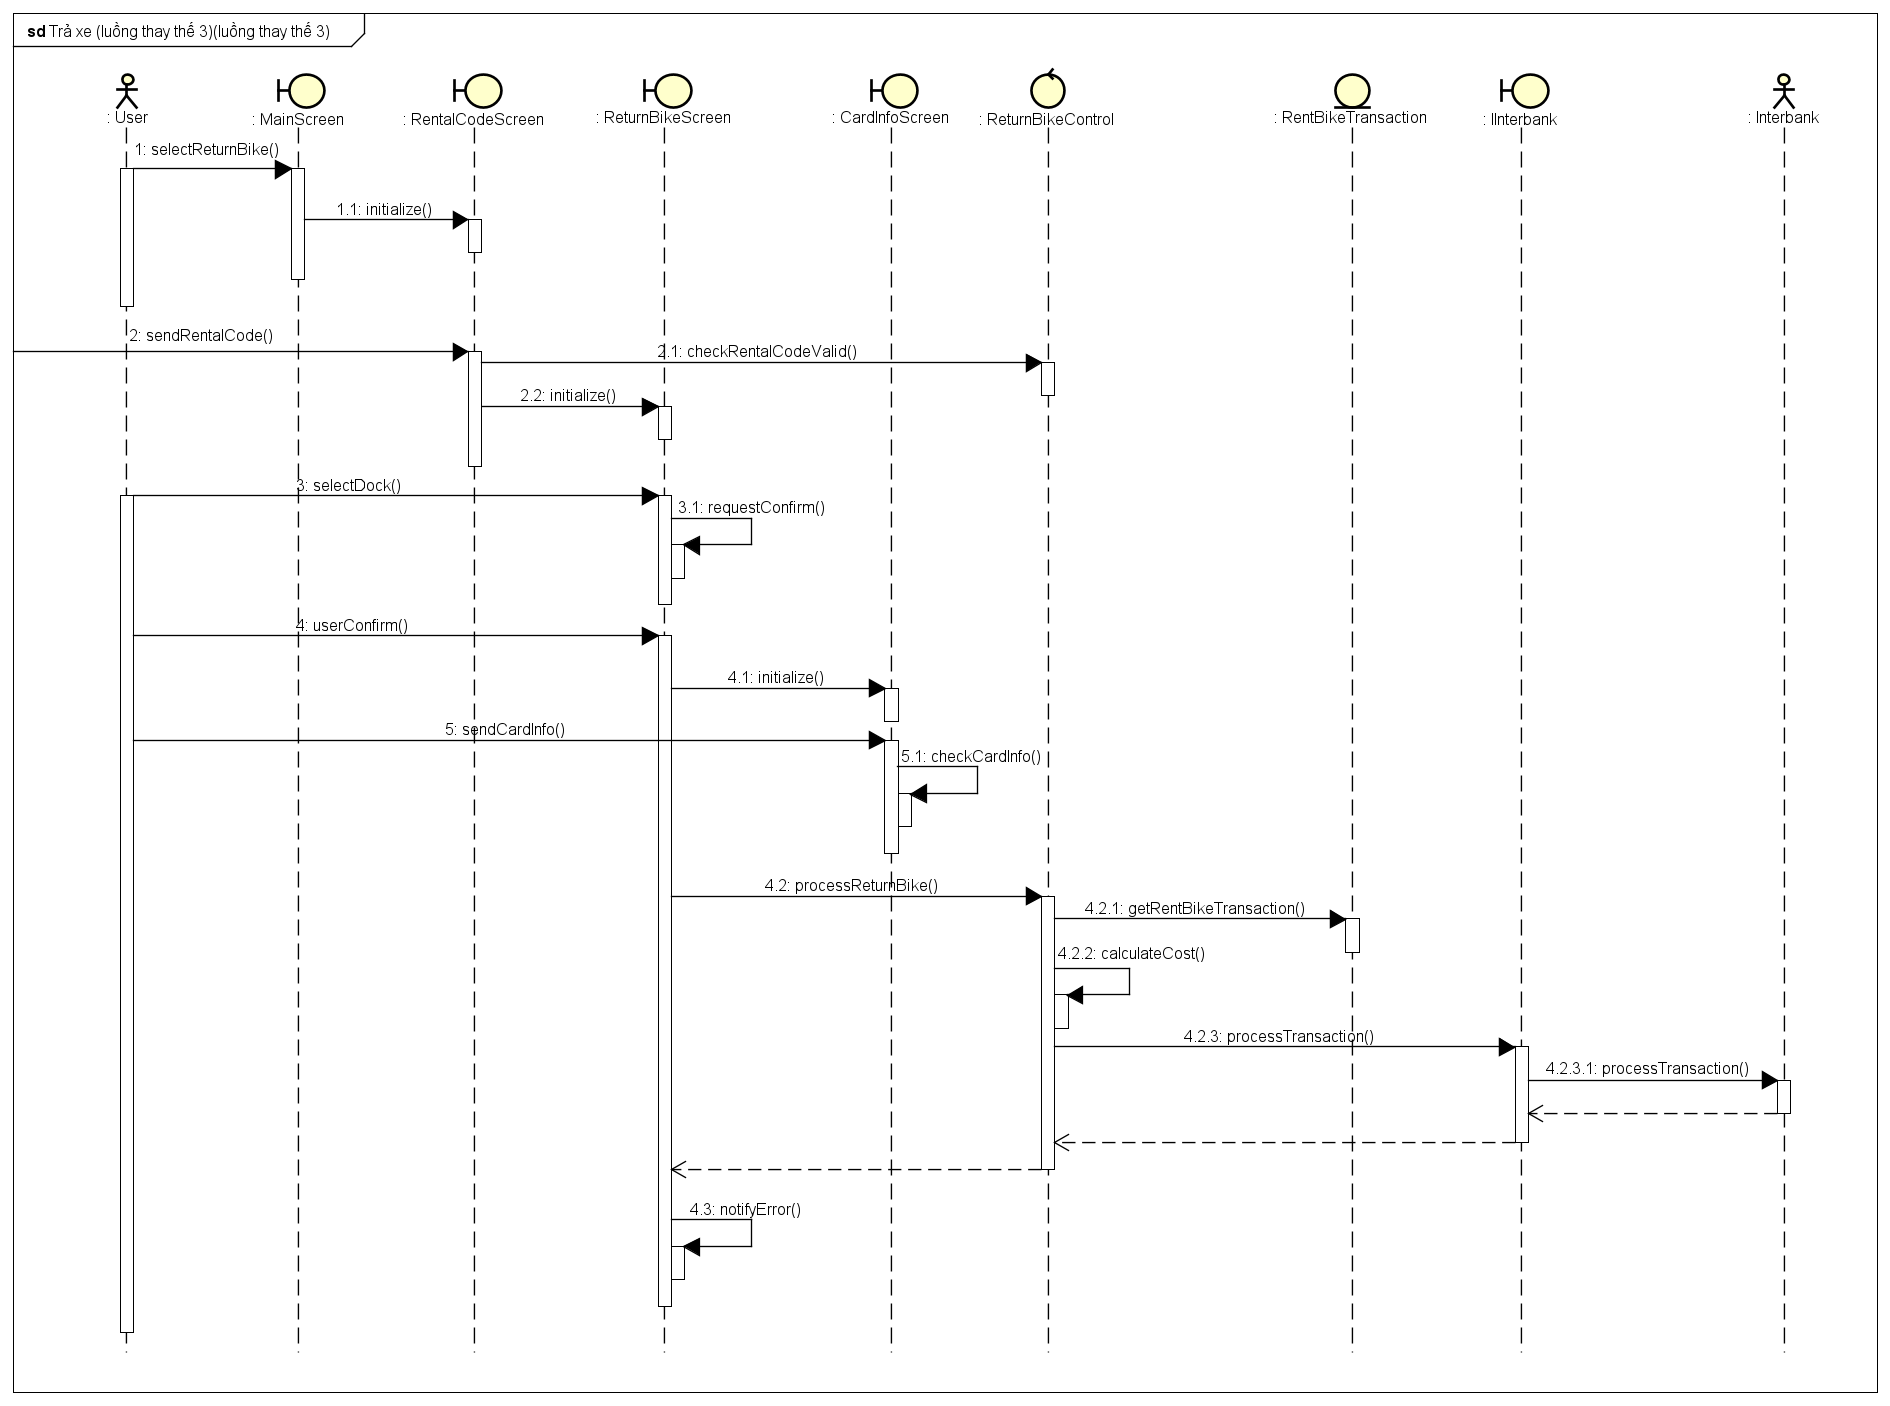 sd Trả xe (luồng thay thế 3)(luồng thay thế 3)
: User
: MainScreen
: RentalCodeScreen
: ReturnBikeScreen
: CardInfoScreen
: ReturnBikeControl
: RentBikeTransaction
: IInterbank
: Interbank
1: selectReturnBike()
1.1: initialize()
2: sendRentalCode()
2.1: checkRentalCodeValid()
2.2: initialize()
3: selectDock()
3.1: requestConfirm()
4: userConfirm()
4.1: initialize()
5: sendCardInfo()
5.1: checkCardInfo()
4.2: processReturnBike()
4.2.1: getRentBikeTransaction()
4.2.2: calculateCost()
4.2.3: processTransaction()
4.2.3.1: processTransaction()
4.3: notifyError()